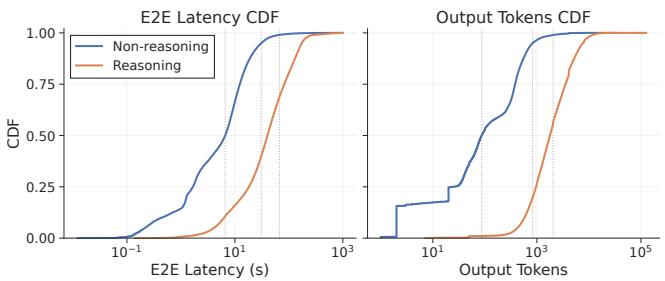 E2E Latency CDF
CDF
1.00
0.75
0.50
0.25
0.00
Non-reasoning
Reasoning
10⁻¹ 10¹ 10³
E2E Latency (s)
Output Tokens CDF
10¹ 10³ 10⁵
Output Tokens